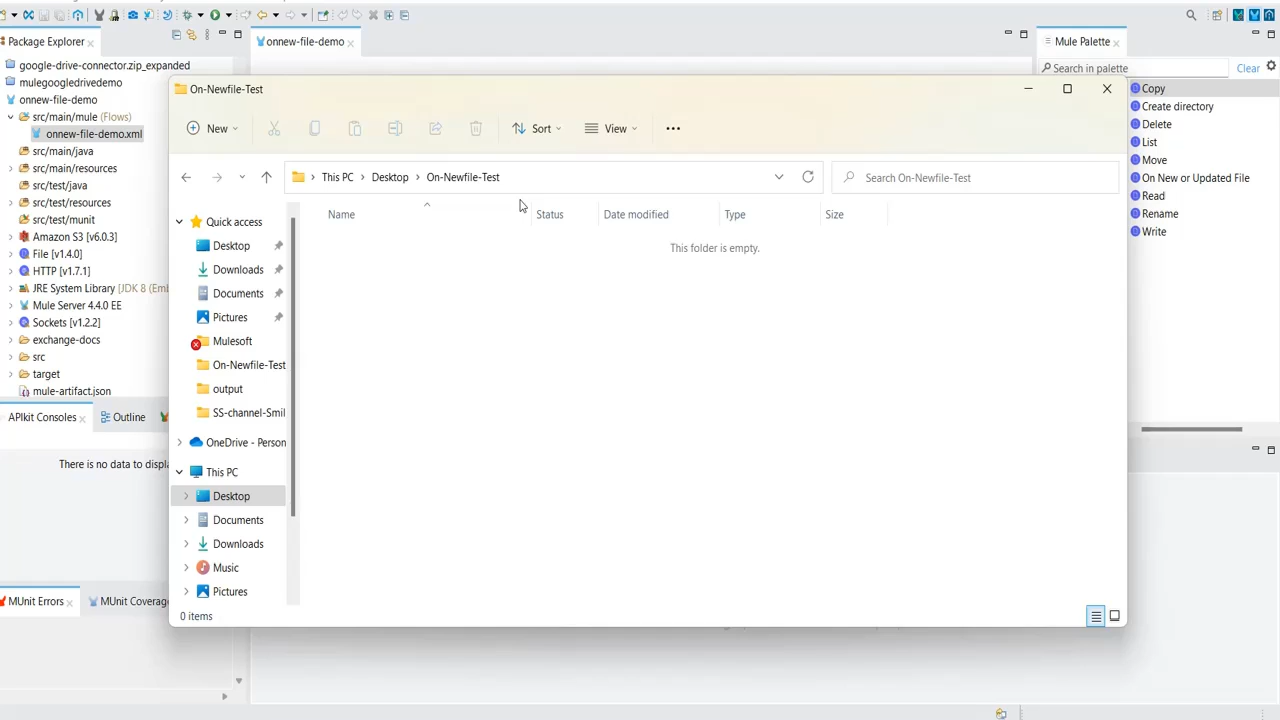 Package Explorer
onnew-file-demo
Mule Palette
google-drive-connector.zip_expanded
mulegoogledrivedemo
onnew-file-demo
src/main/mule (Flows)
onnew-file-demo.xml
src/main/java
src/main/resources
src/test/java
src/test/resources
src/test/munit
Amazon S3 [v6.0.3]
File [v1.4.0]
HTTP [v1.7.1]
JRE System Library [JDK 8 (Emb
Mule Server 4.4.0 EE
Sockets [v1.2.2]
exchange-docs
src
target
mule-artifact.json
APIkit Consoles
Outline
There is no data to displa
MUnit Errors
MUnit Coverag
On-Newfile-Test
New
Sort
View
This PC
Desktop
On-Newfile-Test
Search On-Newfile-Test
Name
Status
Date modified
Type
Size
This folder is empty.
Quick access
Desktop
Downloads
Documents
Pictures
Mulesoft
On-Newfile-Test
output
SS-channel-Smil
OneDrive - Person
This PC
Desktop
Documents
Downloads
Music
Pictures
0 items
Search in palette
Clear
Copy
Create directory
Delete
List
Move
On New or Updated File
Read
Rename
Write